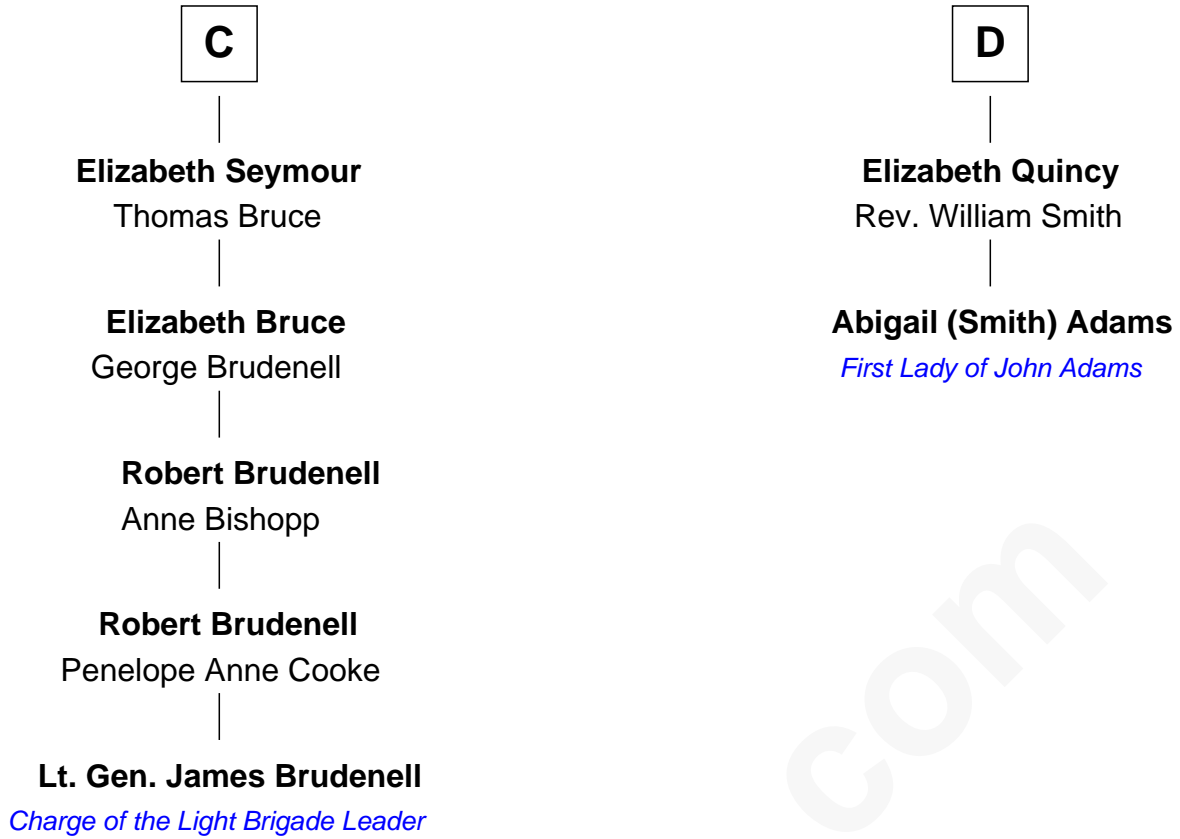 C
Elizabeth Seymour
Thomas Bruce
Elizabeth Bruce
George Brudenell
Robert Brudenell
Anne Bishopp
Robert Brudenell
Penelope Anne Cooke
Lt. Gen. James Brudenell
Charge of the Light Brigade Leader
D
Elizabeth Quincy
Rev. William Smith
Abigail (Smith) Adams
First Lady of John Adams
com